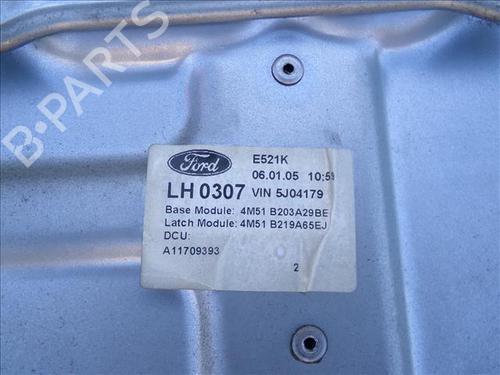 B-PARTS
Ford
E521K
06.01.05 10:59
LH 0307 VIN 5J04179
Base Module: 4M51 B203A29BE
Latch Module: 4M51 B219A65EJ
DCU:
A11709393
2